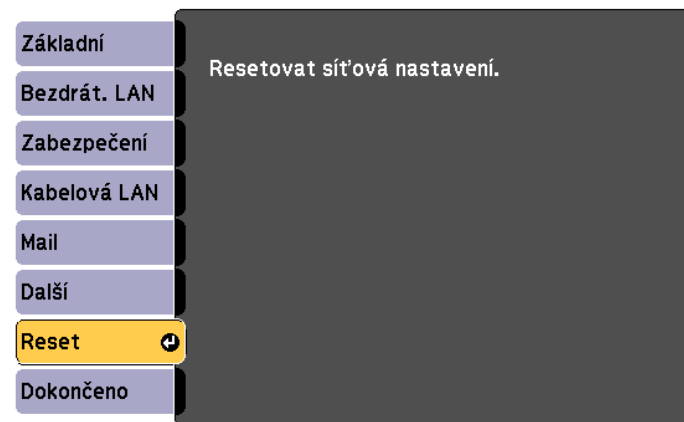 Základní
Bezdrát. LAN
Zabezpečení
Kabelová LAN
Mail
Další
Reset
Dokončeno
Resetovat síťová nastavení.